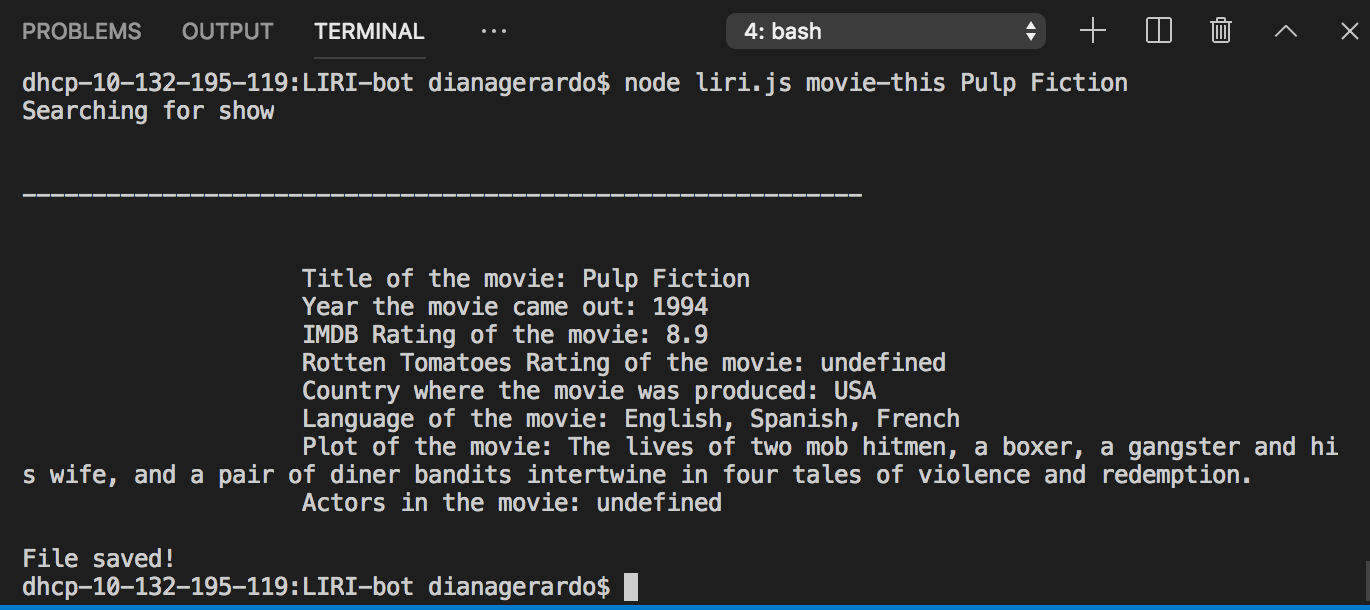 PROBLEMS OUTPUT TERMINAL ... 4: bash
dhcp-10-132-195-119:LIRI-bot dianagerardo$ node liri.js movie-this Pulp Fiction
Searching for show
------------------------------------------------------------
Title of the movie: Pulp Fiction
Year the movie came out: 1994
IMDB Rating of the movie: 8.9
Rotten Tomatoes Rating of the movie: undefined
Country where the movie was produced: USA
Language of the movie: English, Spanish, French
Plot of the movie: The lives of two mob hitmen, a boxer, a gangster and hi
s wife, and a pair of diner bandits intertwine in four tales of violence and redemption.
Actors in the movie: undefined
File saved!
dhcp-10-132-195-119:LIRI-bot dianagerardo$